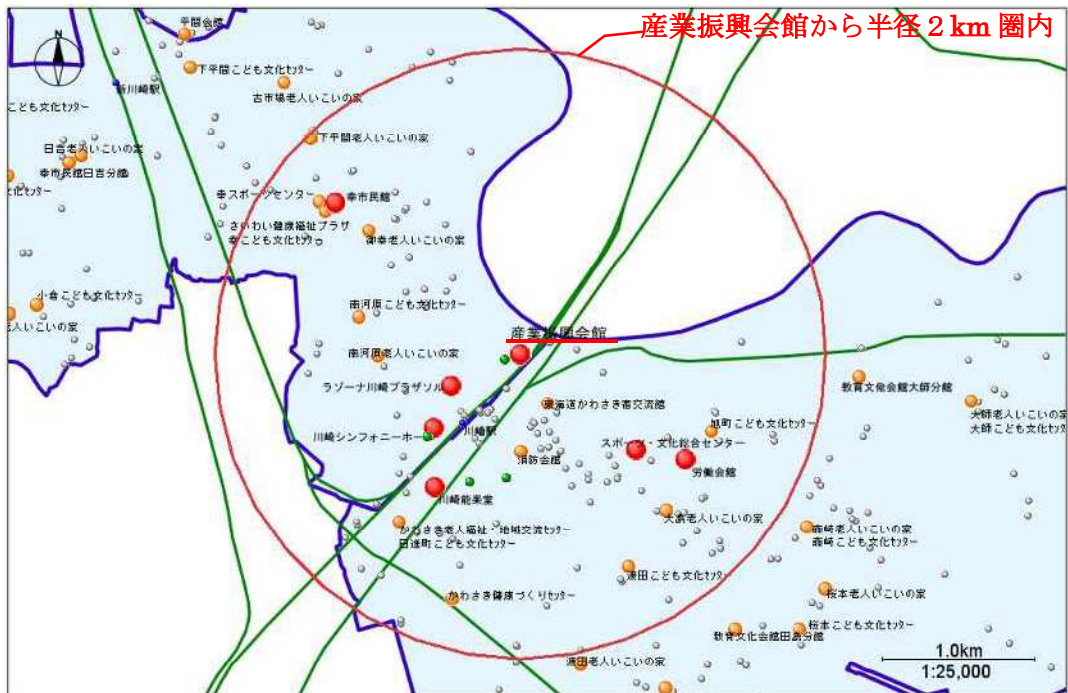 産業振興会館から半径２km 圏内
平間会館
N
下平間こども文化ｾﾝﾀｰ
新川崎駅
古市場老人いこいの家
こども文化ｾﾝﾀｰ
下平間老人いこいの家
日吉老人いこいの家
幸市民館日吉分館
文化ｾﾝﾀｰ
幸スポーツセンター
幸市民館
さいわい健康福祉プラザ
幸こども文化ｾﾝﾀｰ
御幸老人いこいの家
小倉こども文化ｾﾝﾀｰ
南河原こども文化ｾﾝﾀｰ
老人いこいの家
産業振興会館
南河原老人いこいの家
ラゾーナ川崎プラザソル
教育文化会館大師分館
東海道かわさき宿交流館
大師老人いこいの家
大師こども文化ｾﾝﾀｰ
旭町こども文化ｾﾝﾀｰ
川崎シンフォニーホー
川崎駅
スポーツ・文化総合センター
消防会館
労働会館
川崎能楽堂
大島老人いこいの家
かわさき老人福祉・地域交流ｾﾝﾀｰ
日進町こども文化ｾﾝﾀｰ
殿町老人いこいの家
渡田こども文化ｾﾝﾀｰ
かわさき健康づくりｾﾝﾀｰ
桜本老人いこいの家
桜本こども文化ｾﾝﾀｰ
教育文化会館田島分館
渡田老人いこいの家
1.0km
1:25,000